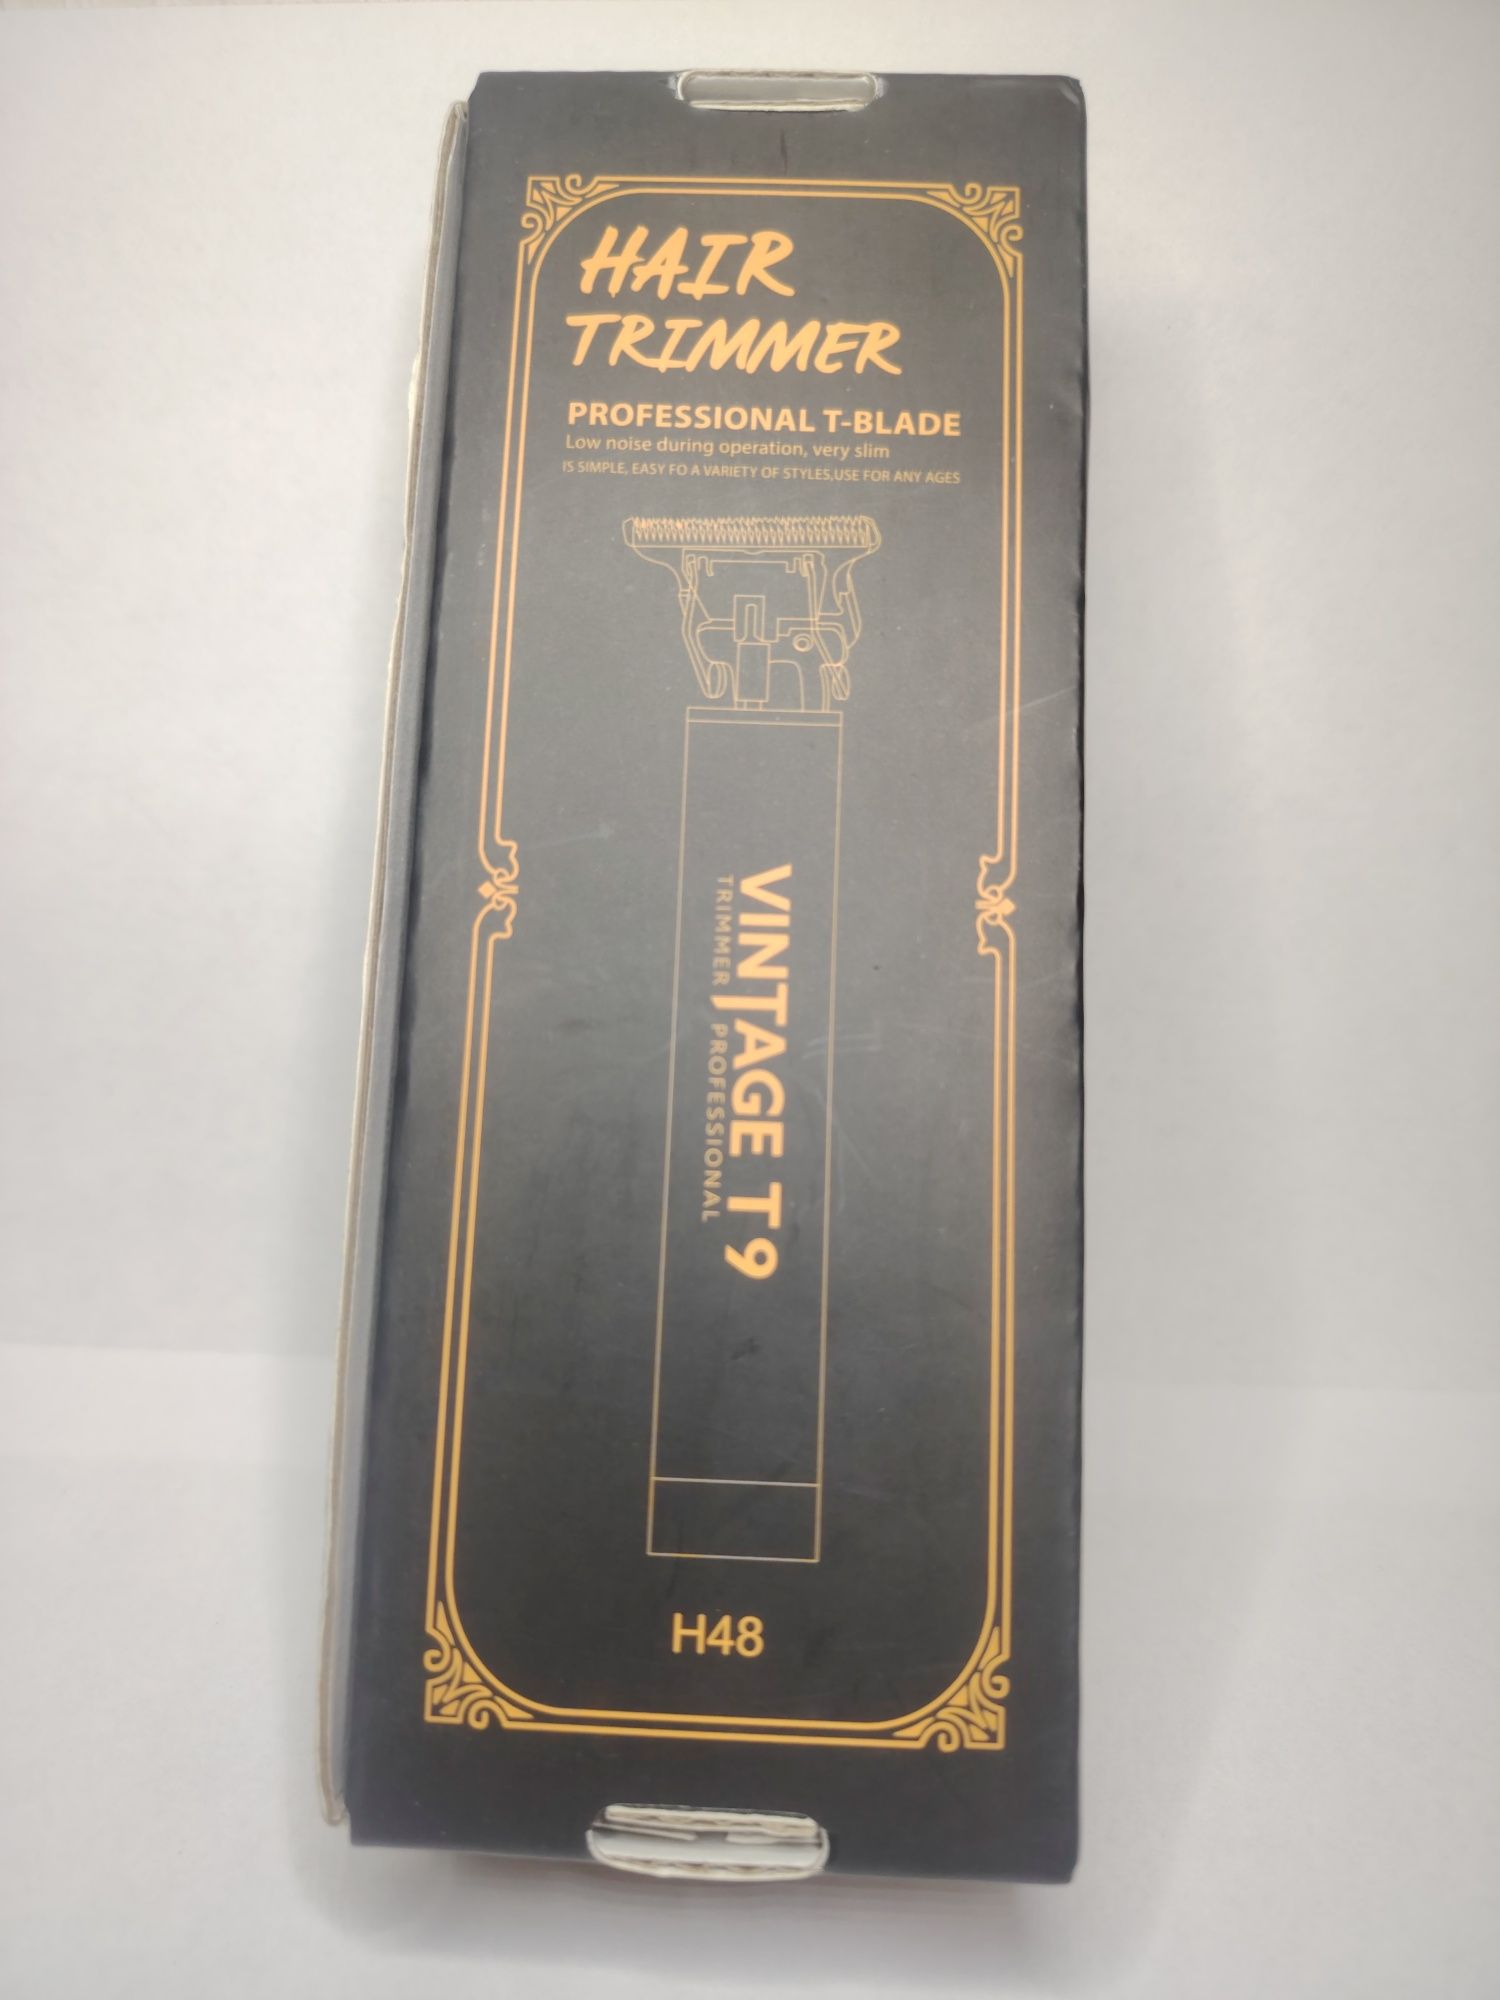 HAIR
TRIMMER
PROFESSIONAL T-BLADE
Low noise during operation, very slim
IS SIMPLE, EASY FO A VARIETY OF STYLES,USE FOR ANY AGES
VINTAGE T9
TRIMMER PROFESSIONAL
H48